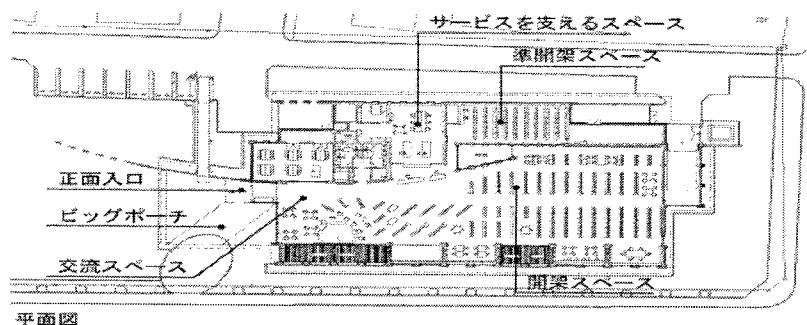 サービスを支えるスペース
準開架スペース
正面入口
ビッグポーチ
交流スペース
開架スペース
平面図